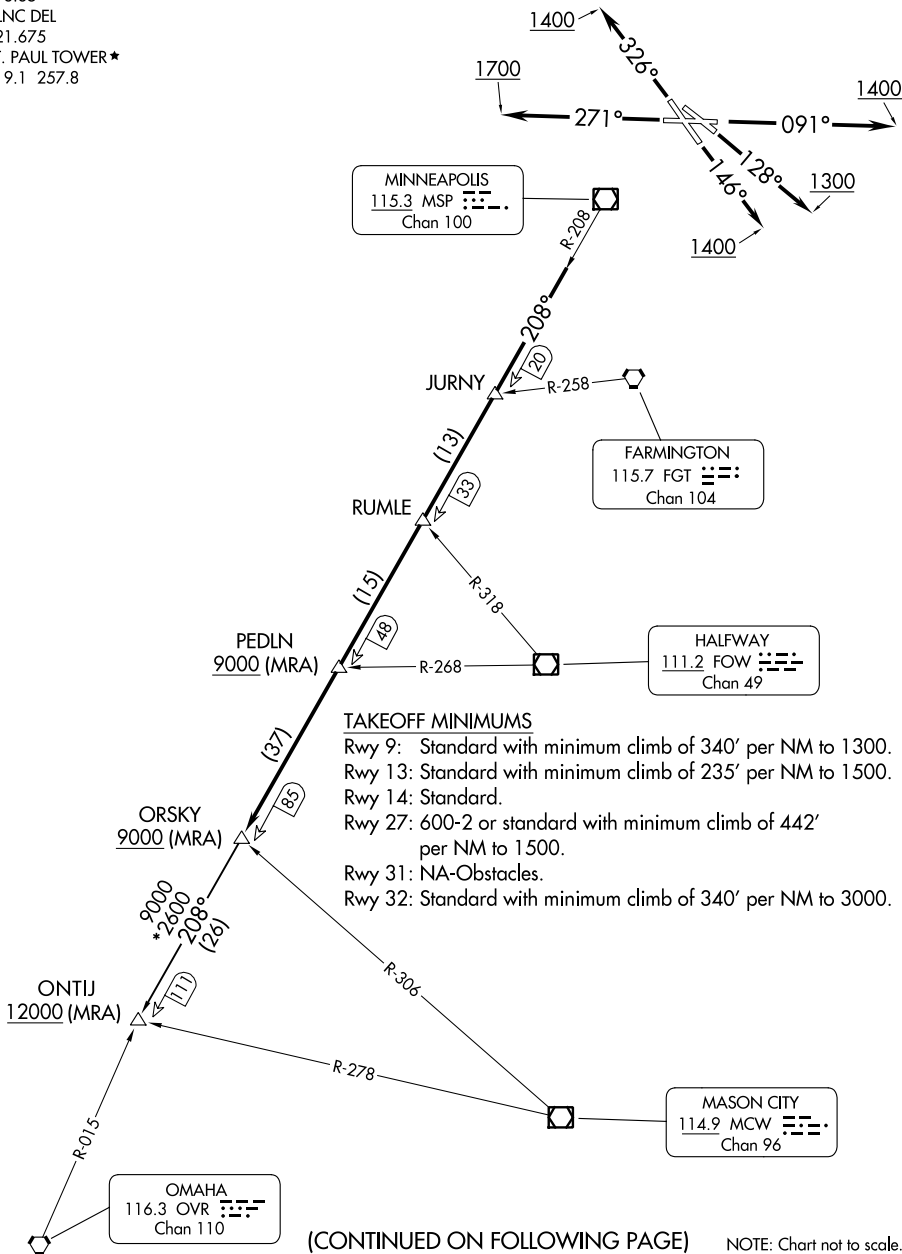 LNC DEL
21.675
T. PAUL TOWER★
9.1 257.8
1400
326°
1700
271°
1400
091°
128°
1300
146°
1400
MINNEAPOLIS
115.3 MSP
Chan 100
R-208
208°
20
JURNY
R-258
FARMINGTON
115.7 FGT
Chan 104
(13)
33
RUMLE
R-318
(15)
48
PEDLN
9000 (MRA)
R-268
HALFWAY
111.2 FOW
Chan 49
(37)
TAKEOFF MINIMUMS
Rwy 9: Standard with minimum climb of 340' per NM to 1300.
Rwy 13: Standard with minimum climb of 235' per NM to 1500.
Rwy 14: Standard.
Rwy 27: 600-2 or standard with minimum climb of 442'
per NM to 1500.
Rwy 31: NA-Obstacles.
Rwy 32: Standard with minimum climb of 340' per NM to 3000.
85
ORSKY
9000 (MRA)
9000
*2600
208°
(26)
R-306
111
ONTIJ
12000 (MRA)
R-278
R-015
MASON CITY
114.9 MCW
Chan 96
OMAHA
116.3 OVR
Chan 110
(CONTINUED ON FOLLOWING PAGE)
NOTE: Chart not to scale.